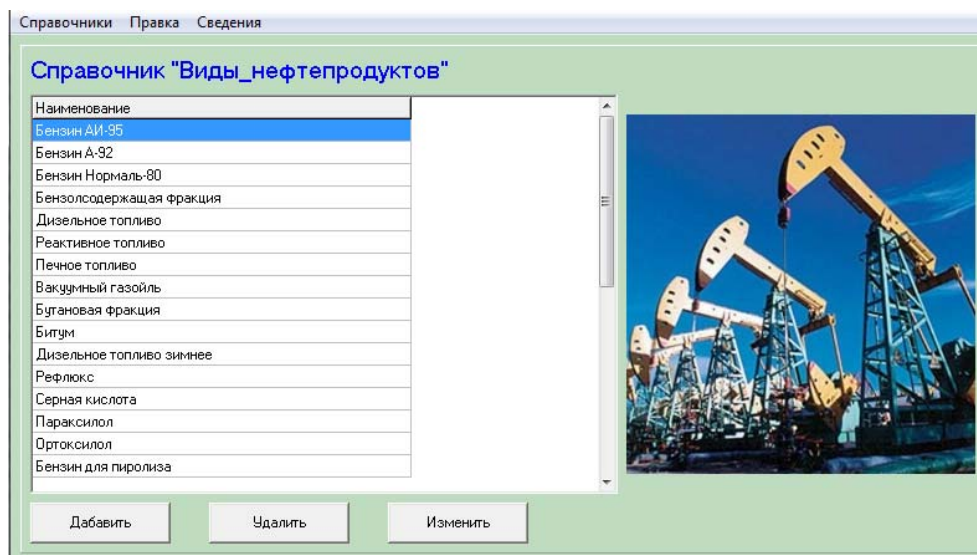 Справочники Правка Сведения
Справочник "Виды_нефтепродуктов"
Наименование
Бензин АИ-95
Бензин А-92
Бензин Нормаль-80
Бензолсодержащая фракция
Дизельное топливо
Реактивное топливо
Печное топливо
Вакуумный газойль
Бутановая фракция
Битум
Дизельное топливо зимнее
Рефлюкс
Серная кислота
Параксилол
Ортоксилол
Бензин для пиролиза
Дабавить Удалить Изменить